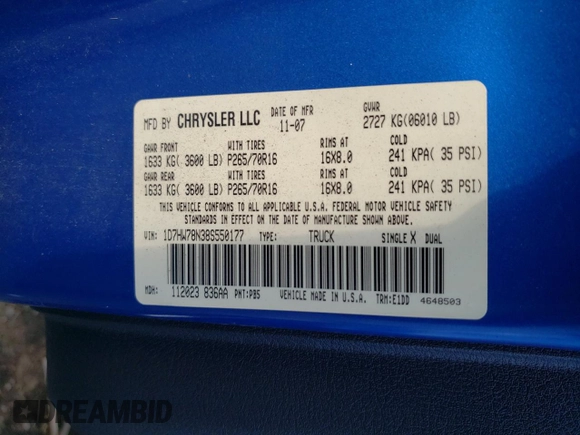 MFD BY CHRYSLER LLC DATE OF MFR 11-07 GVWR 2727 KG(06010 LB)
GAWR FRONT WITH TIRES RIMS AT COLD
1633 KG( 3600 LB) P265/70R16 16X8.0 241 KPA( 35 PSI)
GAWR REAR WITH TIRES RIMS AT COLD
1633 KG( 3600 LB) P265/70R16 16X8.0 241 KPA( 35 PSI)
THIS VEHICLE CONFORMS TO ALL APPLICABLE U.S.A. FEDERAL MOTOR VEHICLE SAFETY
STANDARDS IN EFFECT ON THE DATE OF MANUFACTURE SHOWN ABOVE.
VIN: 1D7HW78N38S550177 TYPE: TRUCK SINGLE X DUAL
MDH: 112023 836AA PNT:PB5 VEHICLE MADE IN U.S.A. TRM:E1DD 4648503
DREAMBID